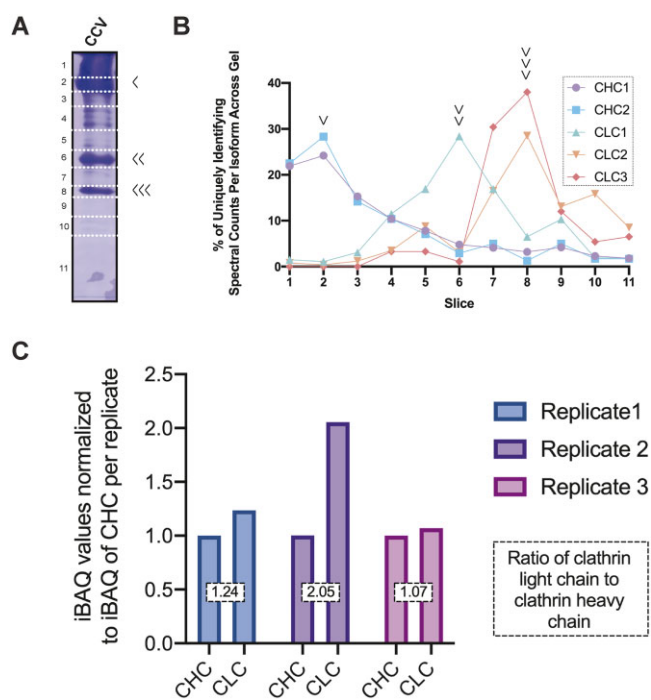 A
CCV
1
2
3
4
5
6
7
8
9
10
11
<
<<
<<<
B
% of Uniquely Identifying
Spectral Counts Per Isoform Across Gel
40
30
20
10
0
1 2 3 4 5 6 7 8 9 10 11
Slice
CHC1
CHC2
CLC1
CLC2
CLC3
C
iBAQ values normalized
to iBAQ of CHC per replicate
2.5
2.0
1.5
1.0
0.5
0.0
1.24
2.05
1.07
CHC CLC CHC CLC CHC CLC
Replicate1
Replicate 2
Replicate 3
Ratio of clathrin
light chain to
clathrin heavy
chain